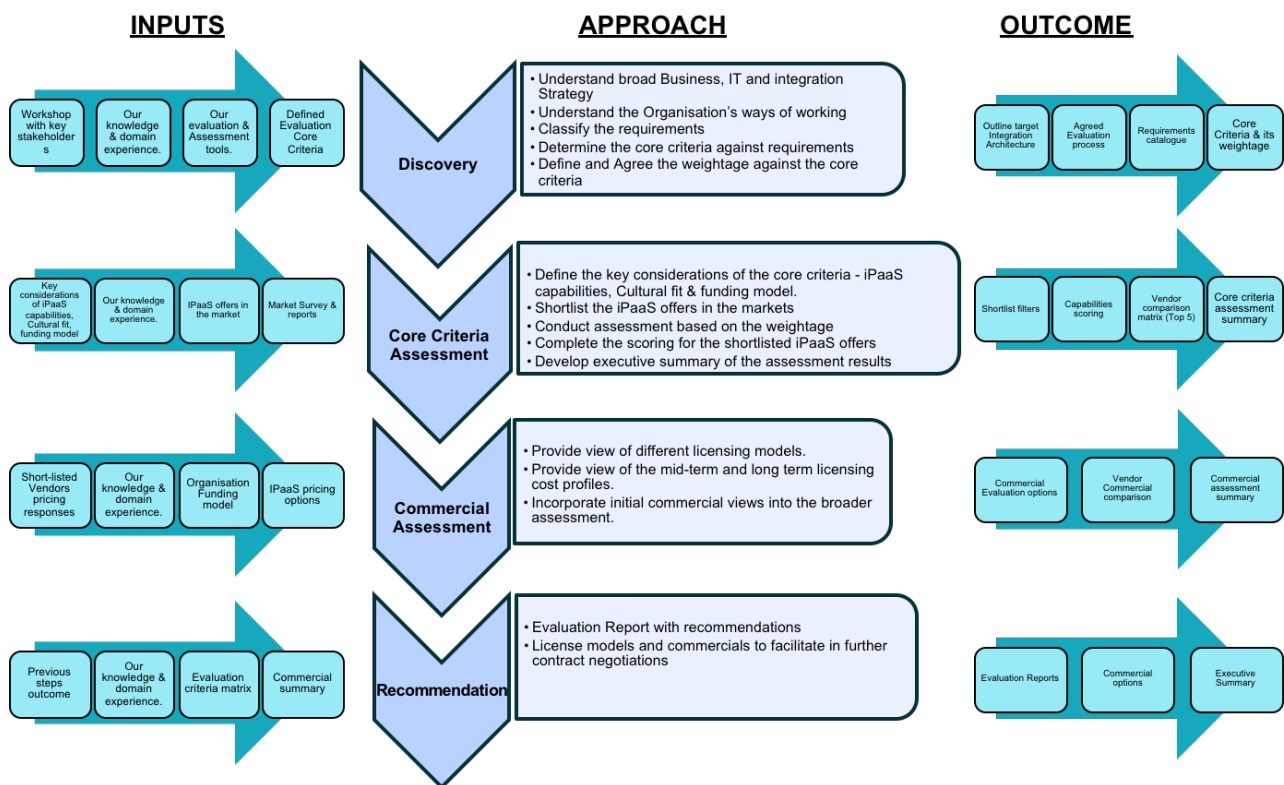 INPUTS
APPROACH
OUTCOME
Workshop
with key
stakeholder
s
Our
knowledge
& domain
experience.
Our
evaluation &
Assessment
tools.
Defined
Evaluation
Core
Criteria
Discovery
• Understand broad Business, IT and integration
Strategy
• Understand the Organisation's ways of working
• Classify the requirements
• Determine the core criteria against requirements
• Define and Agree the weightage against the core
criteria
Outline target
Integration
Architecture
Agreed
Evaluation
process
Requirements
catalogue
Core
Criteria & its
weightage
Key
considerations
of iPaaS
capabilities,
Cultural fit,
funding model
Our knowledge
& domain
experience.
IPaaS offers in
the market
Market Survey &
reports
Core Criteria
Assessment
• Define the key considerations of the core criteria - iPaaS
capabilities, Cultural fit & funding model.
• Shortlist the iPaaS offers in the markets
• Conduct assessment based on the weightage
• Complete the scoring for the shortlisted iPaaS offers
• Develop executive summary of the assessment results
Shortlist filters
Capabilities
scoring
Vendor
comparison
matrix (Top 5)
Core criteria
assessment
summary
Short-listed
Vendors
pricing
responses
Our
knowledge &
domain
experience.
Organisation
Funding
model
IPaaS pricing
options
Commercial
Assessment
• Provide view of different licensing models.
• Provide view of the mid-term and long term licensing
cost profiles.
• Incorporate initial commercial views into the broader
assessment.
Commercial
Evaluation options
Vendor
Commercial
comparison
Commercial
assessment
summary
Previous
steps
outcome
Our
knowledge &
domain
experience.
Evaluation
criteria matrix
Commercial
summary
Recommendation
• Evaluation Report with recommendations
• License models and commercials to facilitate in further
contract negotiations
Evaluation Reports
Commercial
options
Executive
Summary